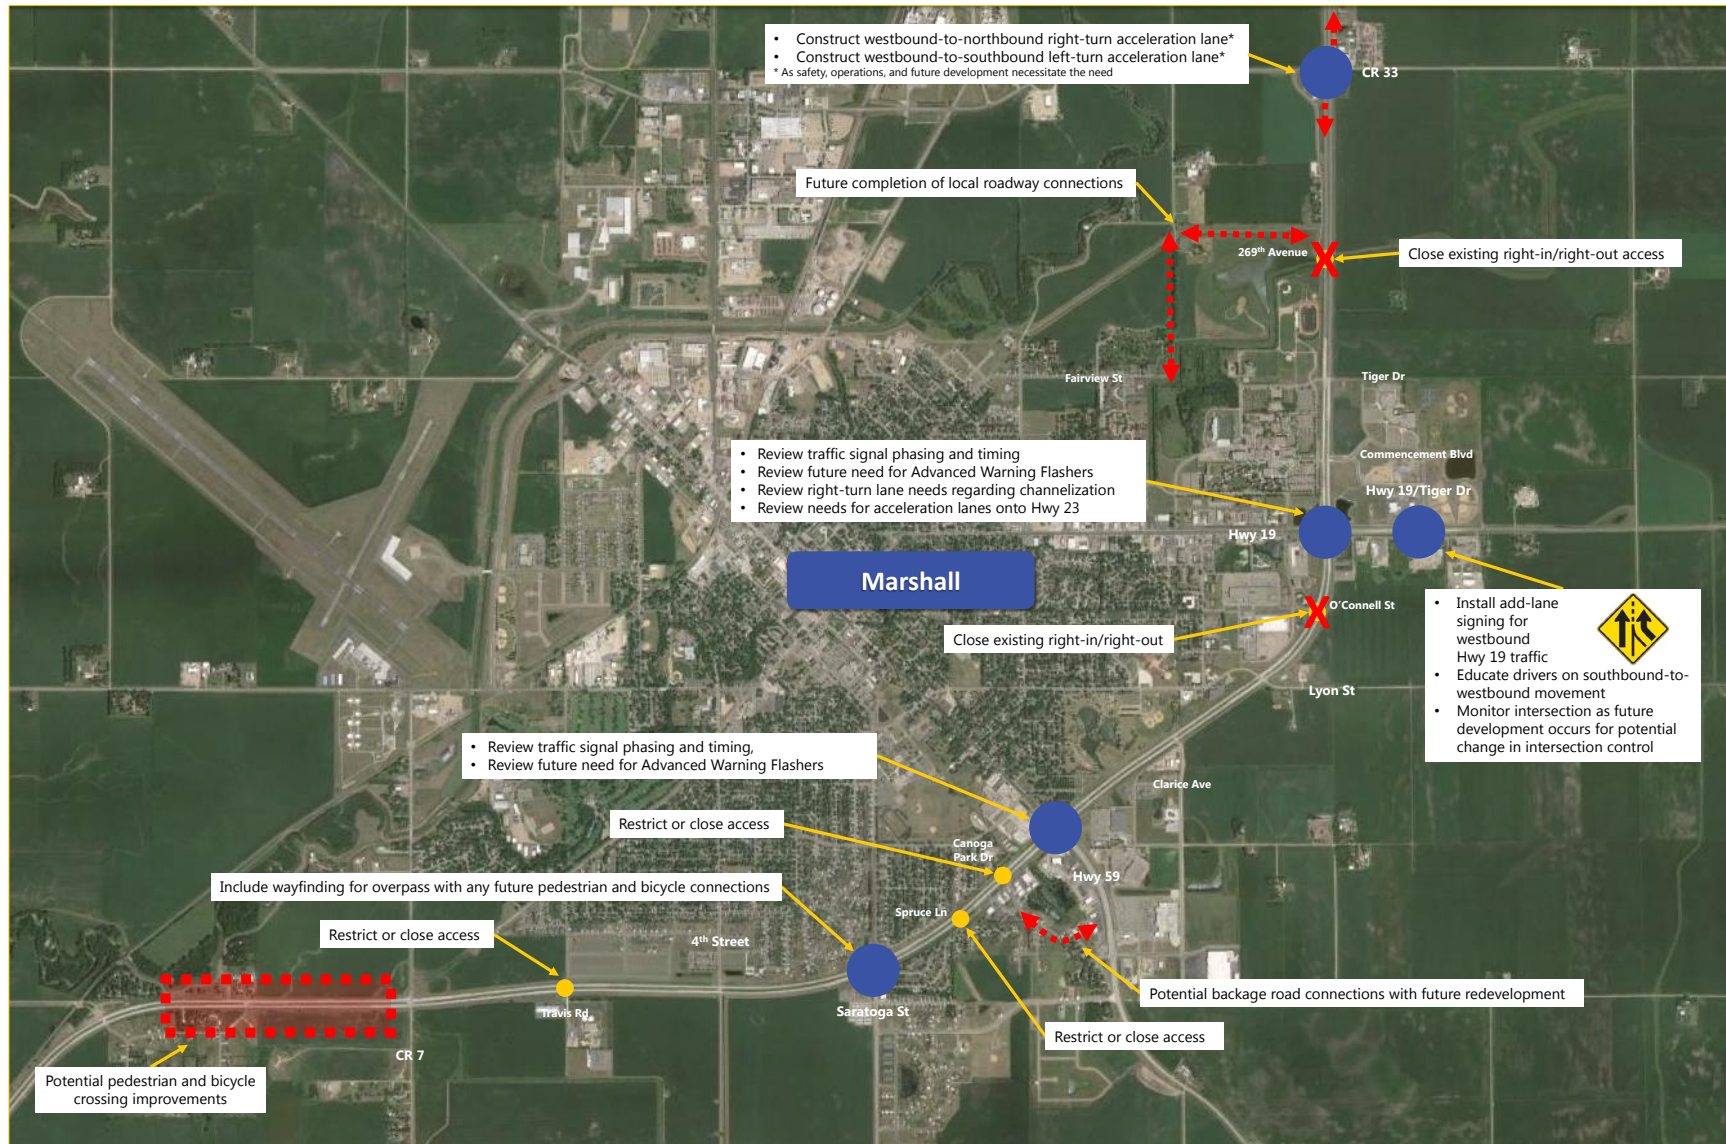 • Construct westbound-to-northbound right-turn acceleration lane*
• Construct westbound-to-southbound left-turn acceleration lane*
* As safety, operations, and future development necessitate the need
CR 33
Future completion of local roadway connections
269th Avenue
Close existing right-in/right-out access
Fairview St
Tiger Dr
• Review traffic signal phasing and timing
• Review future need for Advanced Warning Flashers
• Review right-turn lane needs regarding channelization
• Review needs for acceleration lanes onto Hwy 23
Commencement Blvd
Hwy 19/Tiger Dr
Hwy 19
Marshall
O'Connell St
Close existing right-in/right-out
• Install add-lane
signing for
westbound
Hwy 19 traffic
• Educate drivers on southbound-to-
westbound movement
• Monitor intersection as future
development occurs for potential
change in intersection control
Lyon St
• Review traffic signal phasing and timing,
• Review future need for Advanced Warning Flashers
Clarice Ave
Restrict or close access
Canoga
Park Dr
Hwy 59
Include wayfinding for overpass with any future pedestrian and bicycle connections
Spruce Ln
Restrict or close access
4th Street
Potential backage road connections with future redevelopment
Travis Rd
Saratoga St
Restrict or close access
CR 7
Potential pedestrian and bicycle
crossing improvements